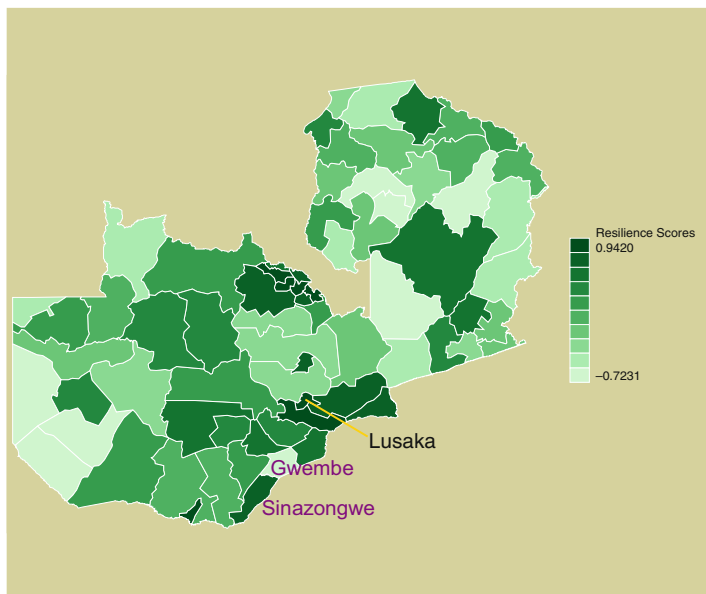 Resilience Scores
0.9420
–0.7231
Lusaka
Gwembe
Sinazongwe